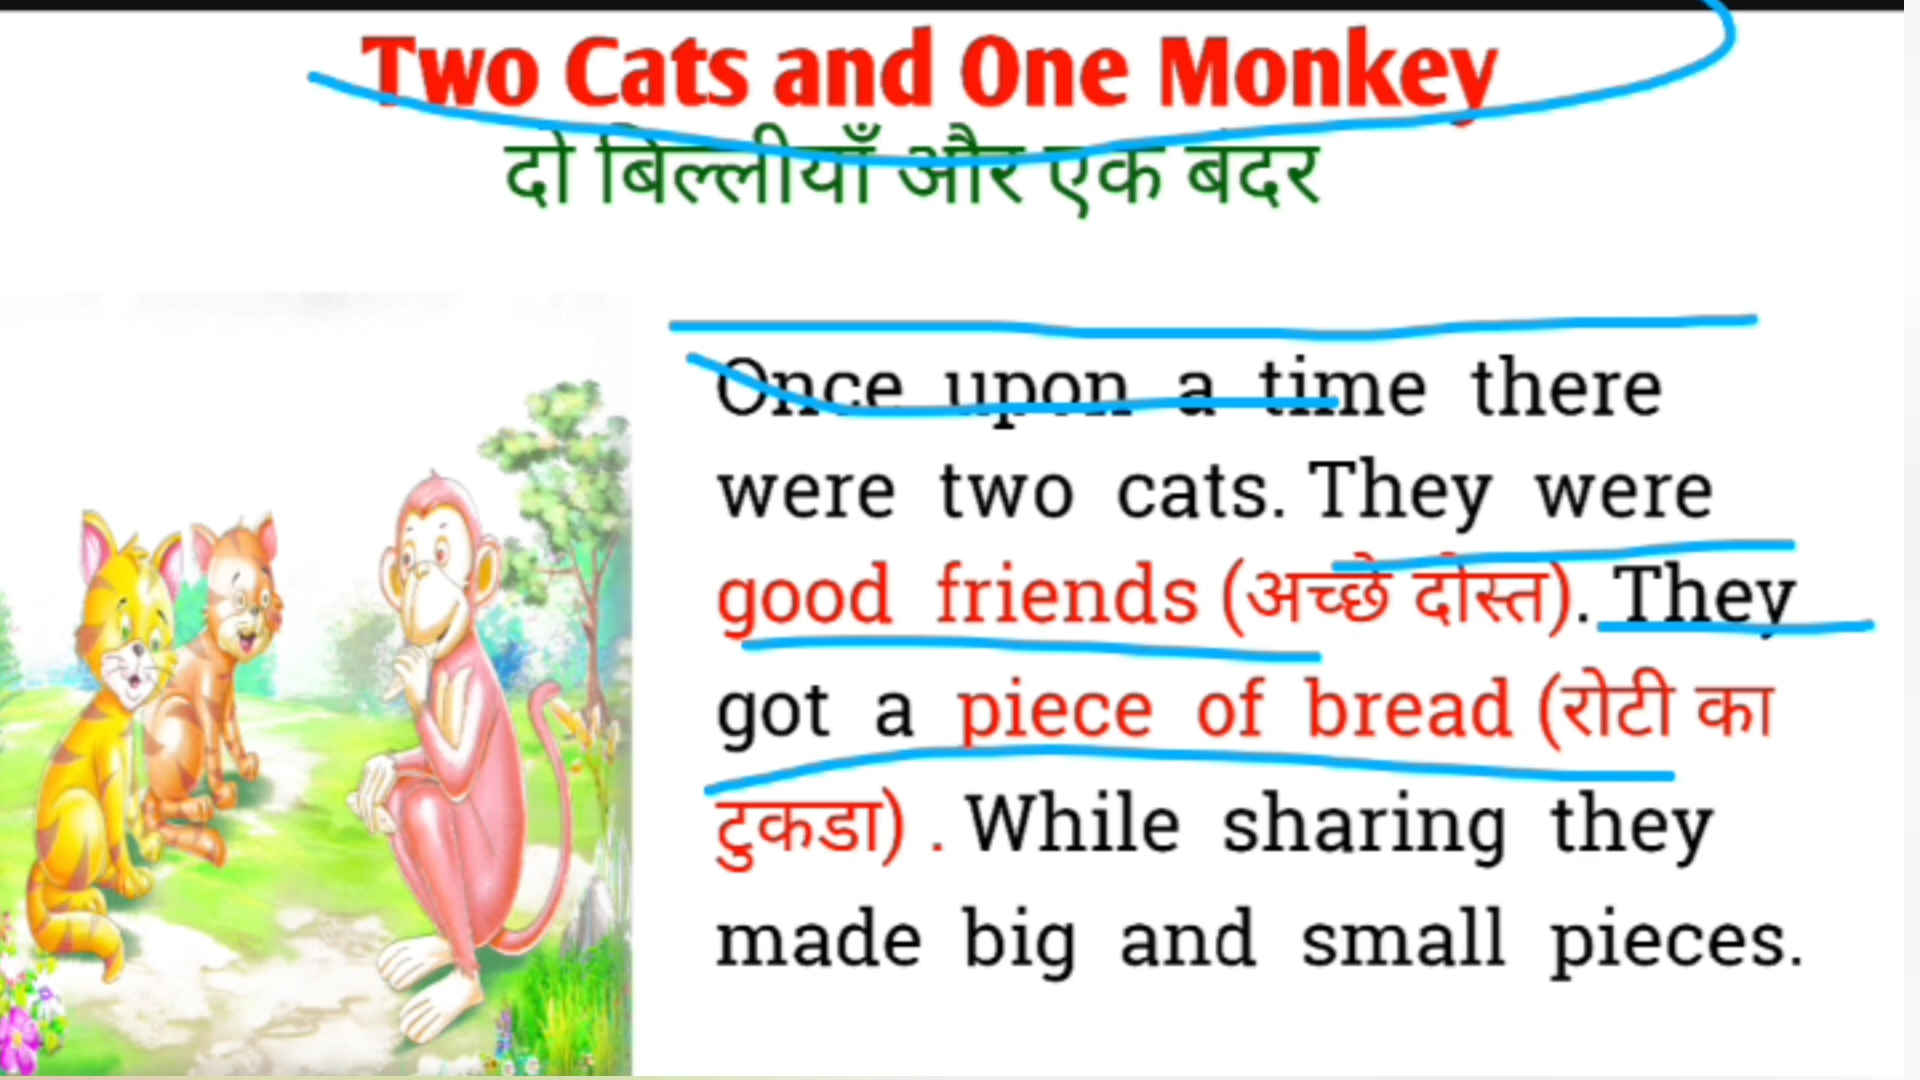 Two Cats and One Monkey
दो बिल्लीयाँ और एक बंदर
Once upon a time there
were two cats. They were
good friends (अच्छे दोस्त). They
got a piece of bread (रोटी का
टुकडा) . While sharing they
made big and small pieces.